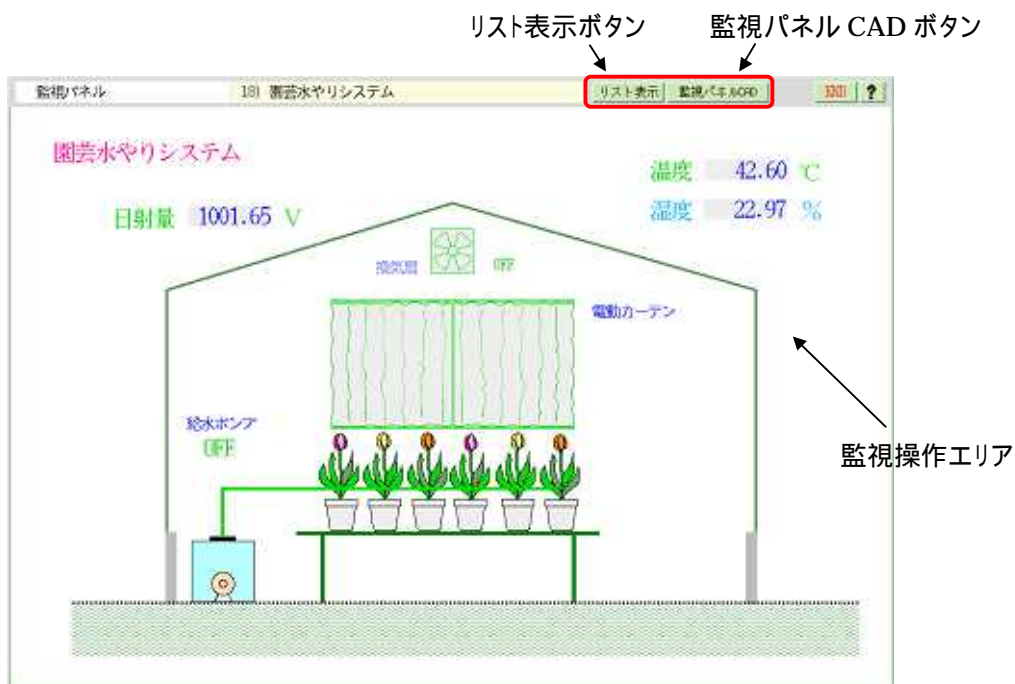 リスト表示ボタン 監視パネル CAD ボタン
監視パネル 18) 園芸水やりシステム リスト表示 監視パネルCAD EXIT ?
園芸水やりシステム
温度 42.60 ℃
日射量 1001.65 V
湿度 22.97 %
換気扇 OFF
電動カーテン
給水ポンプ
OFF
監視操作エリア